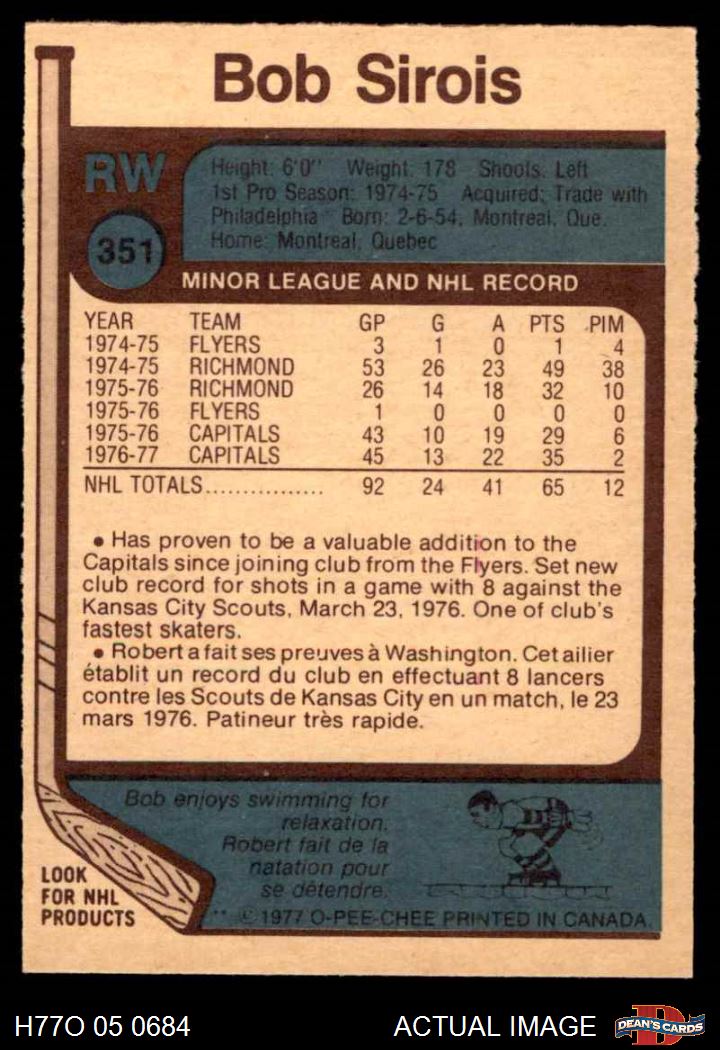 Bob Sirois
RW
Height: 6'0" Weight: 178 Shoots: Left
1st Pro Season: 1974-75 Acquired: Trade with
Philadelphia Born: 2-6-54, Montreal, Que.
Home: Montreal, Quebec
351
MINOR LEAGUE AND NHL RECORD
YEAR TEAM GP G A PTS PIM
1974-75 FLYERS 3 1 0 1 4
1974-75 RICHMOND 53 26 23 49 38
1975-76 RICHMOND 26 14 18 32 10
1975-76 FLYERS 1 0 0 0 0
1975-76 CAPITALS 43 10 19 29 6
1976-77 CAPITALS 45 13 22 35 2
NHL TOTALS................ 92 24 41 65 12
• Has proven to be a valuable addition to the
Capitals since joining club from the Flyers. Set new
club record for shots in a game with 8 against the
Kansas City Scouts, March 23, 1976. One of club's
fastest skaters.
• Robert a fait ses preuves à Washington. Cet ailier
établit un record du club en effectuant 8 lancers
contre les Scouts de Kansas City en un match, le 23
mars 1976. Patineur très rapide.
Bob enjoys swimming for
relaxation.
Robert fait de la
natation pour
se détendre.
LOOK
FOR NHL
PRODUCTS
** © 1977 O-PEE-CHEE PRINTED IN CANADA.
H77O 05 0684 ACTUAL IMAGE D DEAN'S CARDS